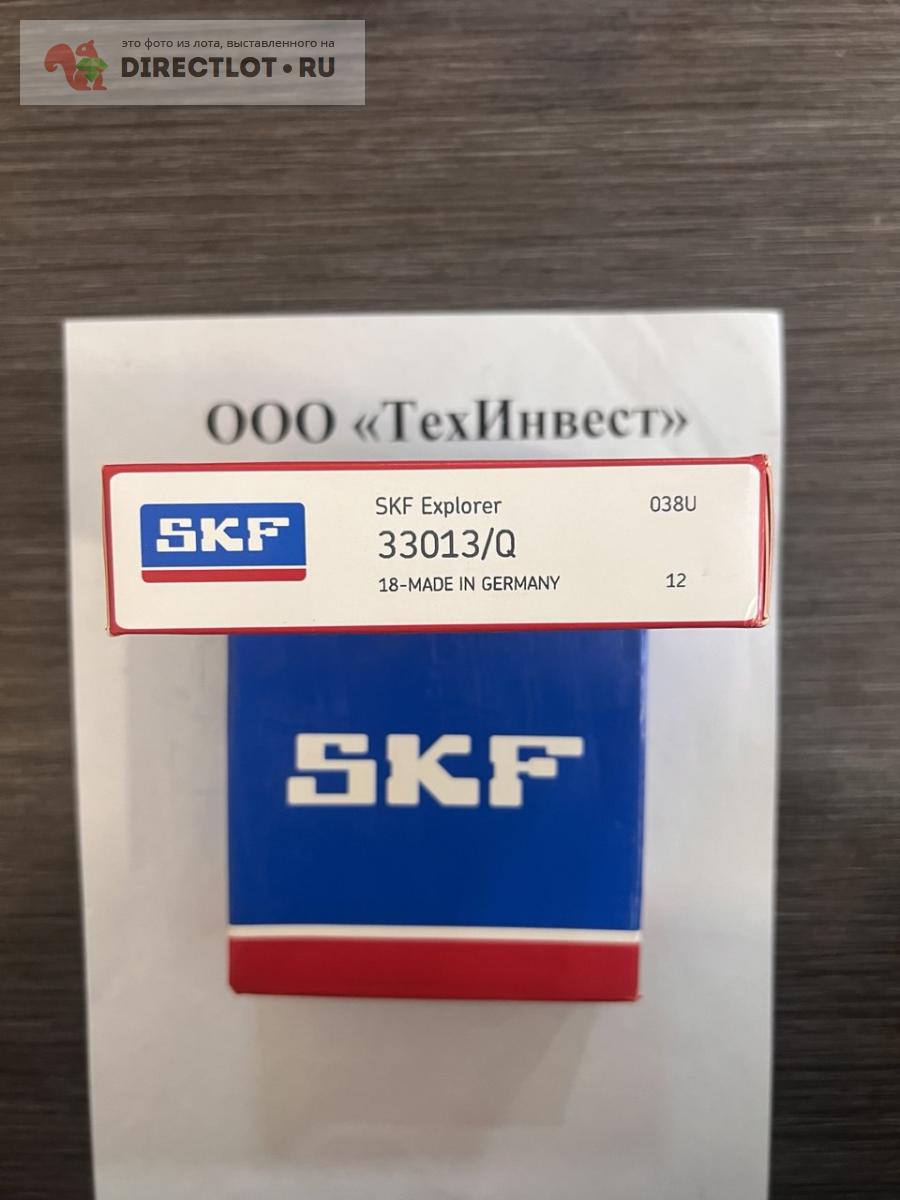 это фото из лота, выставленного на
DIRECTLOT•RU
ООО «ТехИнвест»
SKF
SKF Explorer
038U
33013/Q
18-MADE IN GERMANY
12
SKF